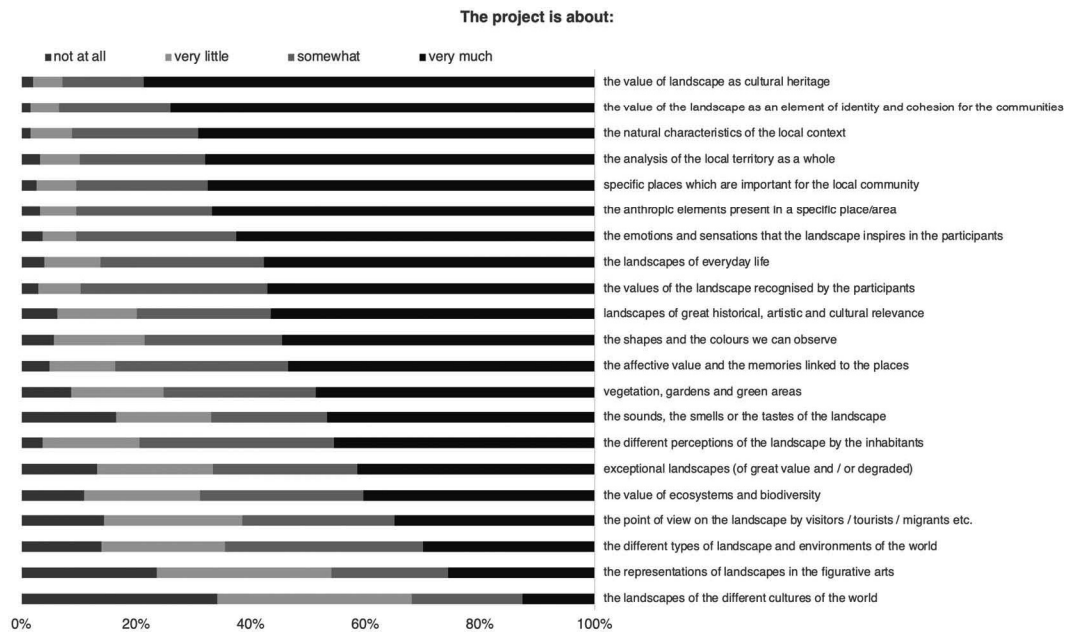 The project is about:
not at all very little somewhat very much
the value of landscape as cultural heritage
the value of the landscape as an element of identity and cohesion for the communities
the natural characteristics of the local context
the analysis of the local territory as a whole
specific places which are important for the local community
the anthropic elements present in a specific place/area
the emotions and sensations that the landscape inspires in the participants
the landscapes of everyday life
the values of the landscape recognised by the participants
landscapes of great historical, artistic and cultural relevance
the shapes and the colours we can observe
the affective value and the memories linked to the places
vegetation, gardens and green areas
the sounds, the smells or the tastes of the landscape
the different perceptions of the landscape by the inhabitants
exceptional landscapes (of great value and / or degraded)
the value of ecosystems and biodiversity
the point of view on the landscape by visitors / tourists / migrants etc.
the different types of landscape and environments of the world
the representations of landscapes in the figurative arts
the landscapes of the different cultures of the world
0% 20% 40% 60% 80% 100%